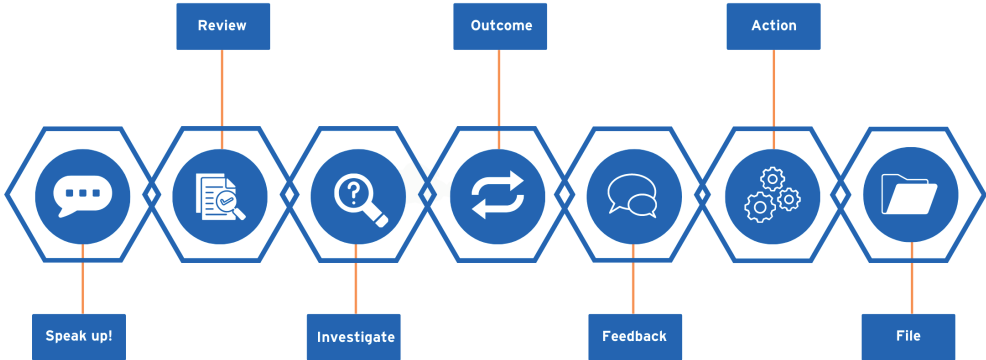 Review
Outcome
Action
Speak up!
Investigate
Feedback
File